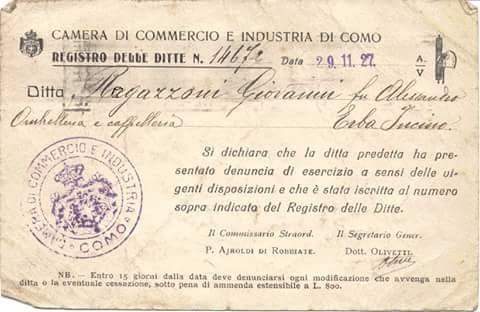 CAMERA DI COMMERCIO E INDUSTRIA DI COMO
REGISTRO DELLE DITTE N. 14672 Data 29.11.27. A. V
Ditta Ragazzoni Giovanni fu Alessandro
Ombrelleria e cappelleria Erba Incino.
Si dichiara che la ditta predetta ha pre-
sentato denuncia di esercizio a sensi delle vi-
genti disposizioni e che è stata iscritta al numero
sopra indicato del Registro delle Ditte.
CAMERA DI COMMERCIO E INDUSTRIA
COMO
Il Commissario Straord. Il Segretario Gener.
P. Airoldi di Robbiate. Dott. Olivetti.
NB. - Entro 15 giorni dalla data deve denunciarsi ogni modificazione che avvenga nella
ditta o la eventuale cessazione, sotto pena di ammenda estensibile a L. 800.